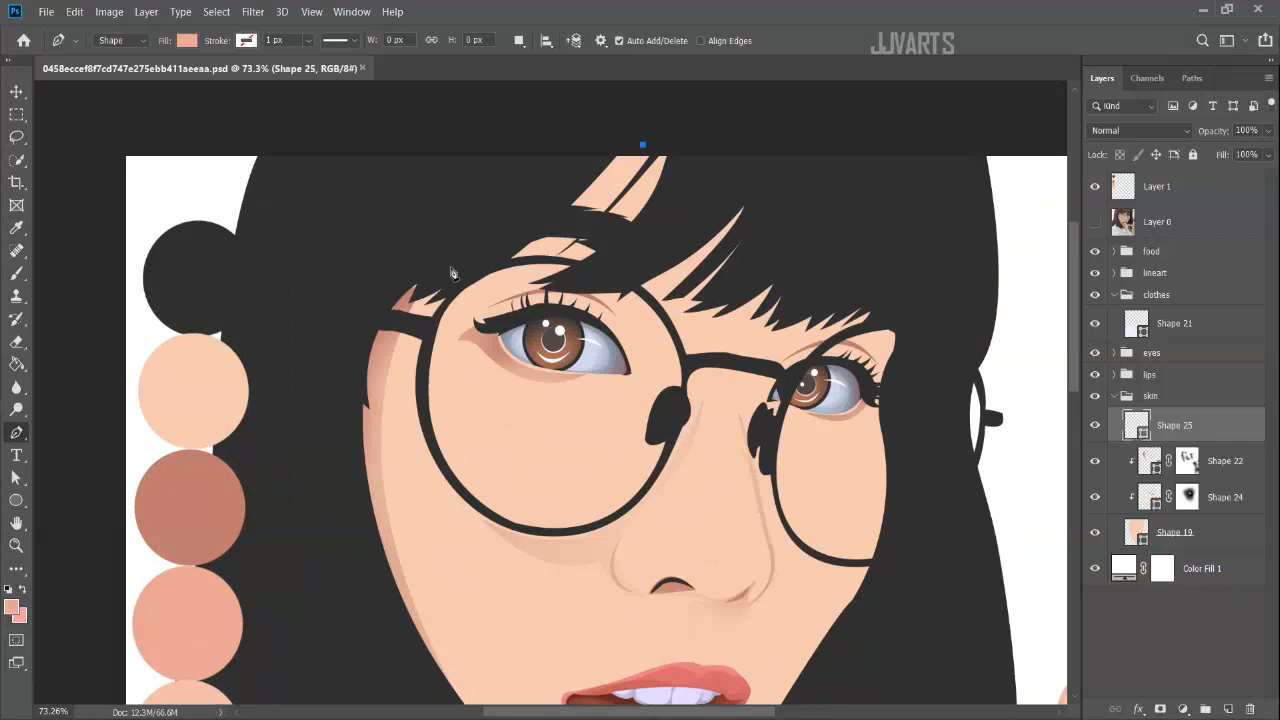 Ps File Edit Image Layer Type Select Filter 3D View Window Help
Shape Fill: Stroke: 1 px W: 0 px H: 0 px Auto Add/Delete Align Edges
JJVARTS
0458eccef8f7cd747e275ebb411aeeaa.psd @ 73.3% (Shape 25, RGB/8#)
Layers Channels Paths
Kind
Normal Opacity: 100%
Lock: Fill: 100%
Layer 1
Layer 0
food
lineart
clothes
Shape 21
eyes
lips
skin
Shape 25
Shape 22
Shape 24
Shape 19
Color Fill 1
73.26% Doc: 12.3M/66.6M
fx